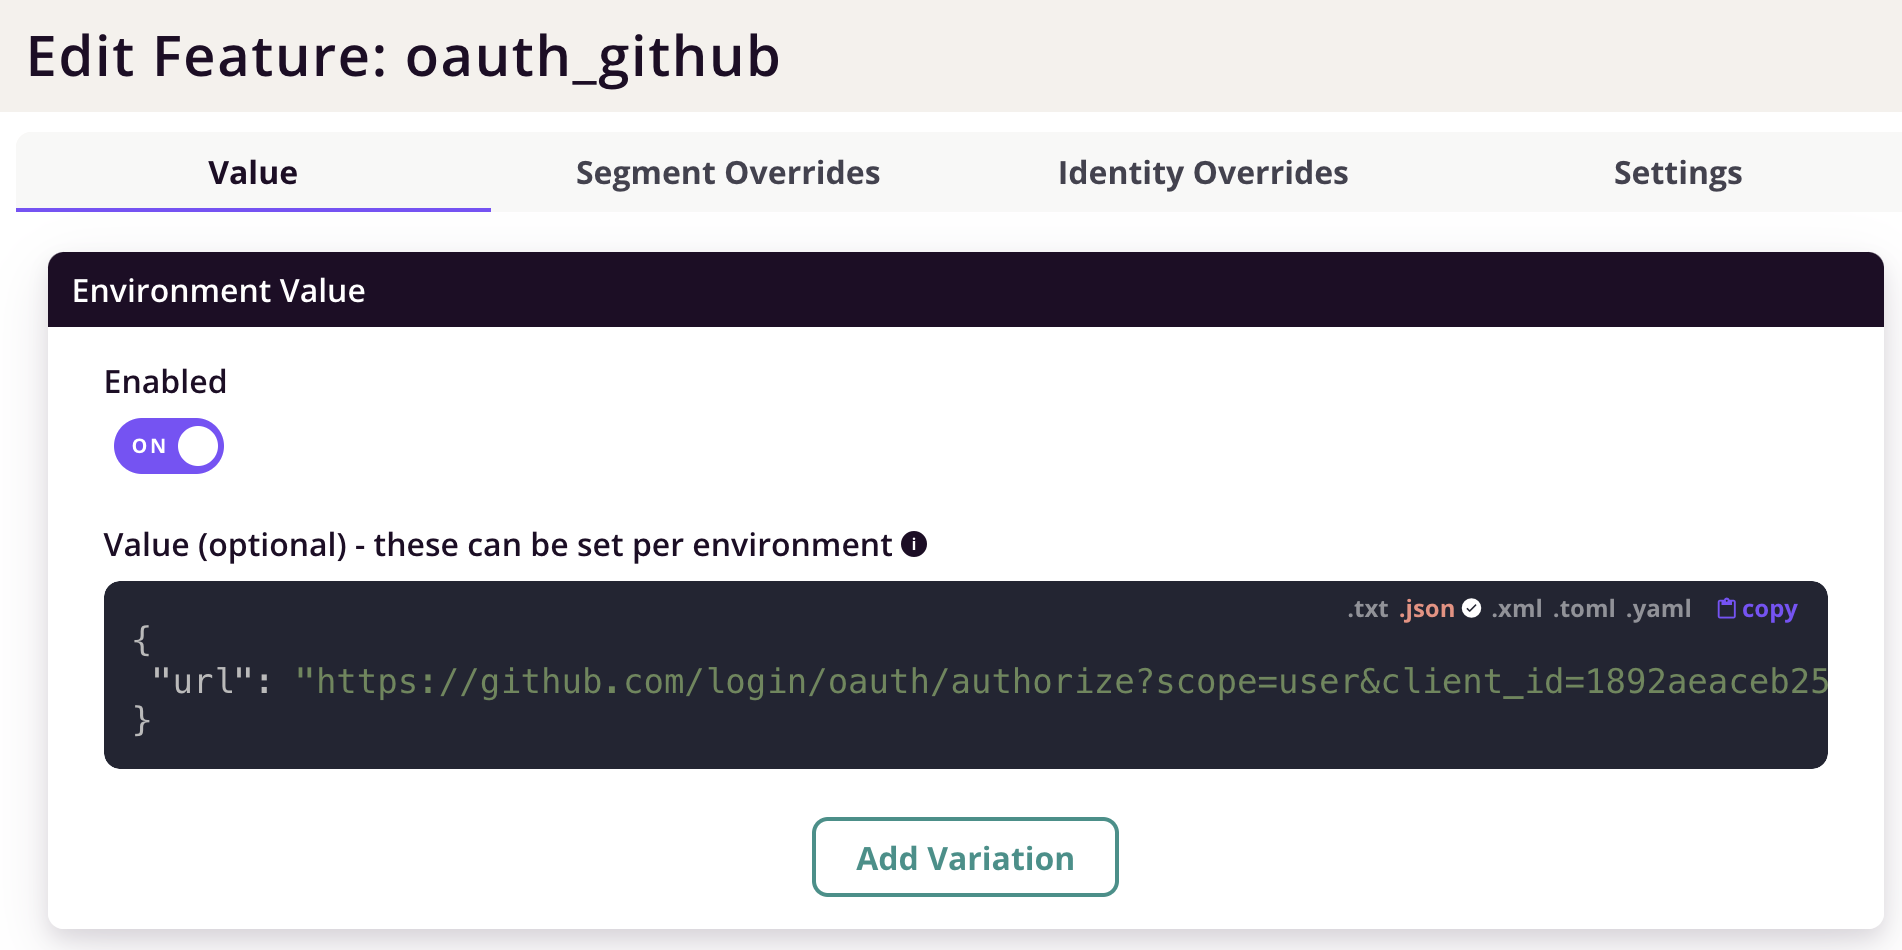 Edit Feature: oauth_github
Value Segment Overrides Identity Overrides Settings
Environment Value
Enabled
ON
Value (optional) - these can be set per environment i
.txt .json .xml .toml .yaml copy
{
"url": "https://github.com/login/oauth/authorize?scope=user&client_id=1892aeaceb25
}
Add Variation